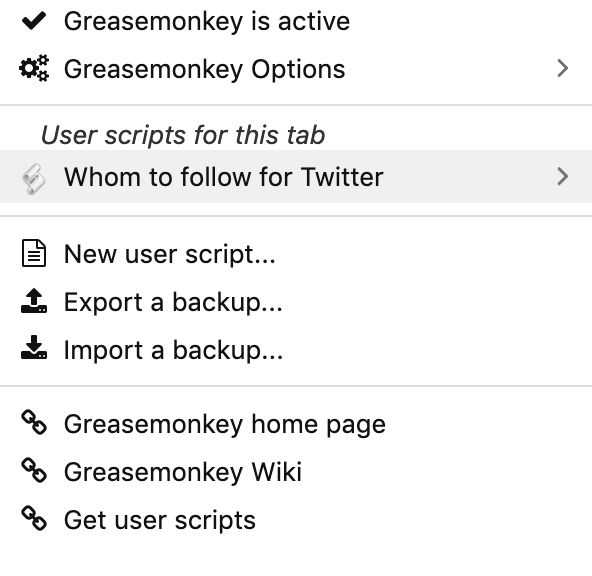 Greasemonkey is active
Greasemonkey Options
User scripts for this tab
Whom to follow for Twitter
New user script...
Export a backup...
Import a backup...
Greasemonkey home page
Greasemonkey Wiki
Get user scripts